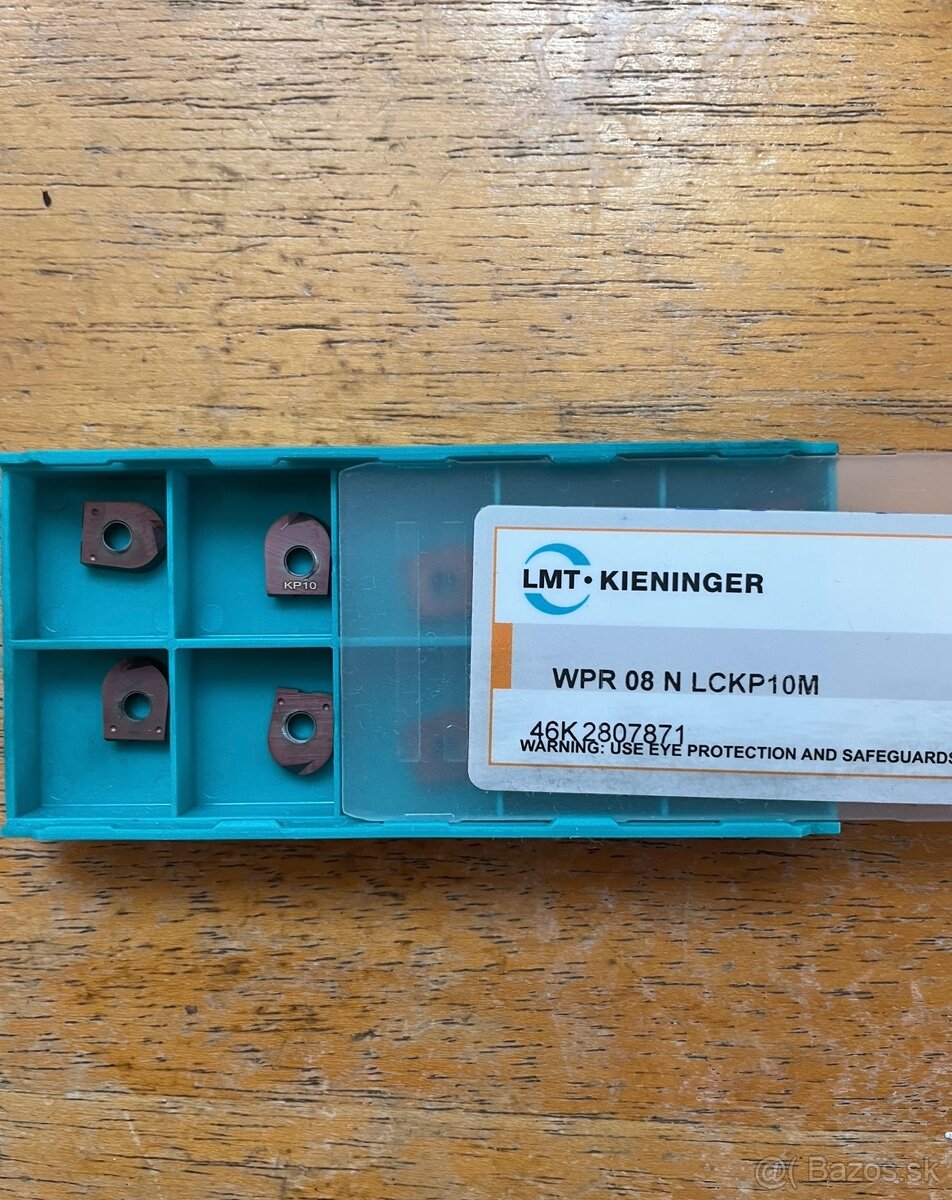 KP10
LMT • KIENINGER
WPR 08 N LCKP10M
46K2807871
WARNING: USE EYE PROTECTION AND SAFEGUARDS
@( Bazos.sk